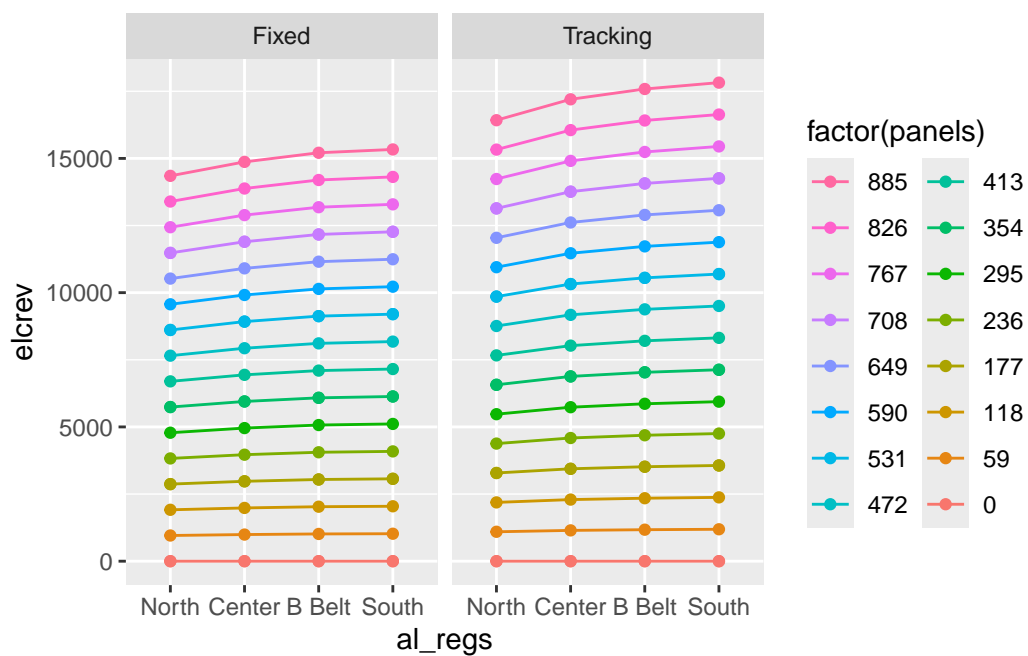 Fixed Tracking
elcrev
15000
10000
5000
0
North Center B Belt South North Center B Belt South
al_regs
factor(panels)
885 413
826 354
767 295
708 236
649 177
590 118
531 59
472 0